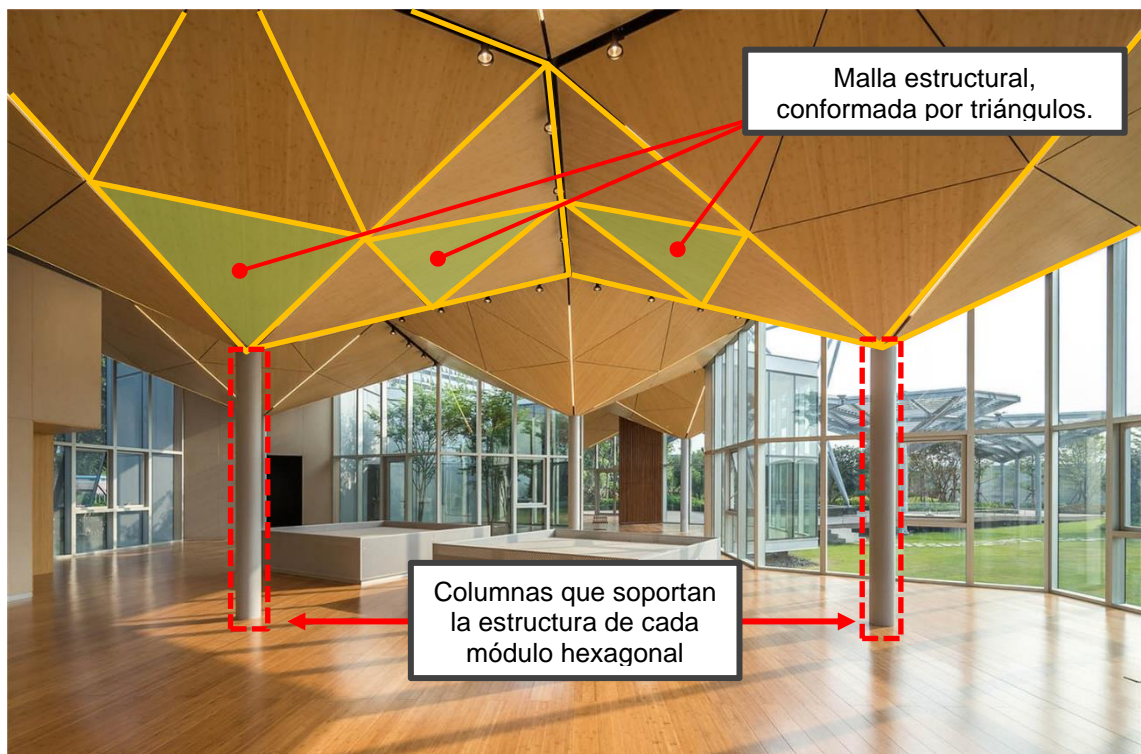 Malla estructural,
conformada por triángulos.
Columnas que soportan
la estructura de cada
módulo hexagonal